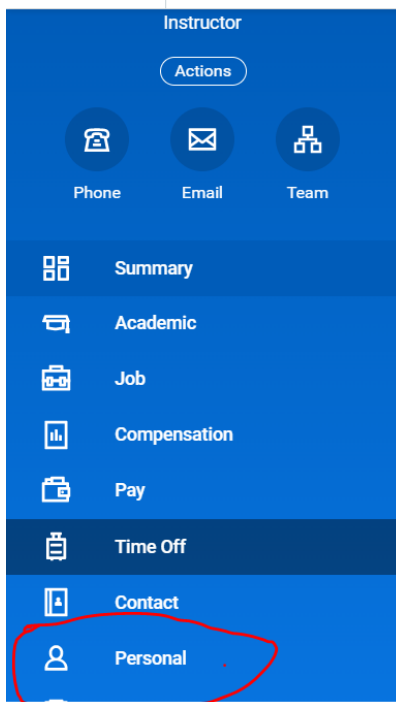 Instructor
Actions
Phone Email Team
Summary
Academic
Job
Compensation
Pay
Time Off
Contact
Personal